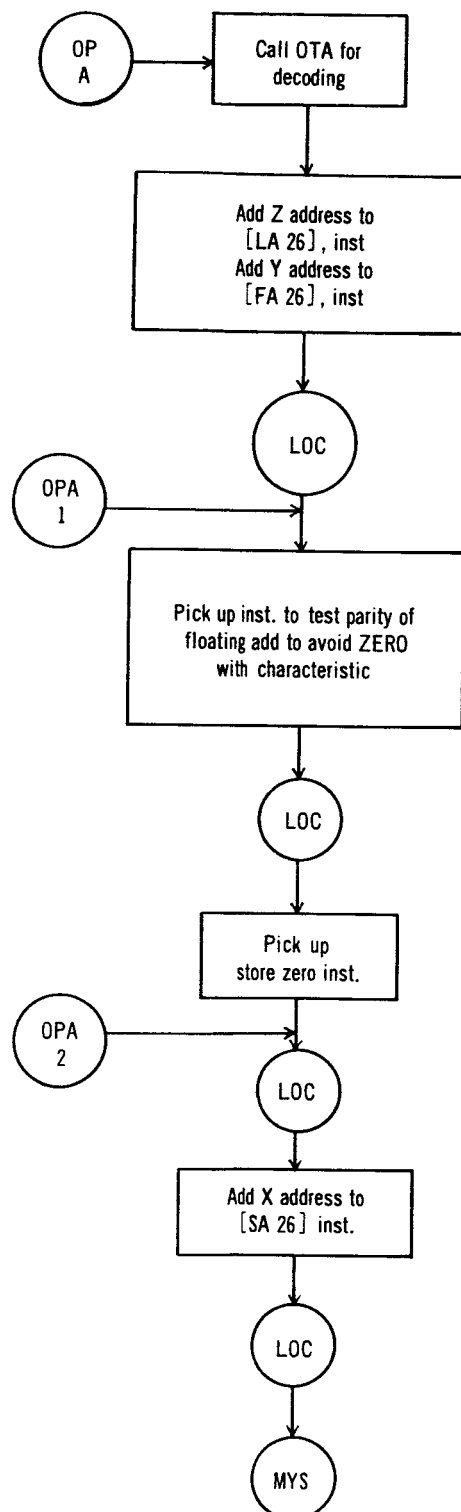 OP
A
Call OTA for
decoding
Add Z address to
[LA 26], inst
Add Y address to
[FA 26], inst
LOC
OPA
1
Pick up inst. to test parity of
floating add to avoid ZERO
with characteristic
LOC
Pick up
store zero inst.
OPA
2
LOC
Add X address to
[SA 26] inst.
LOC
MYS